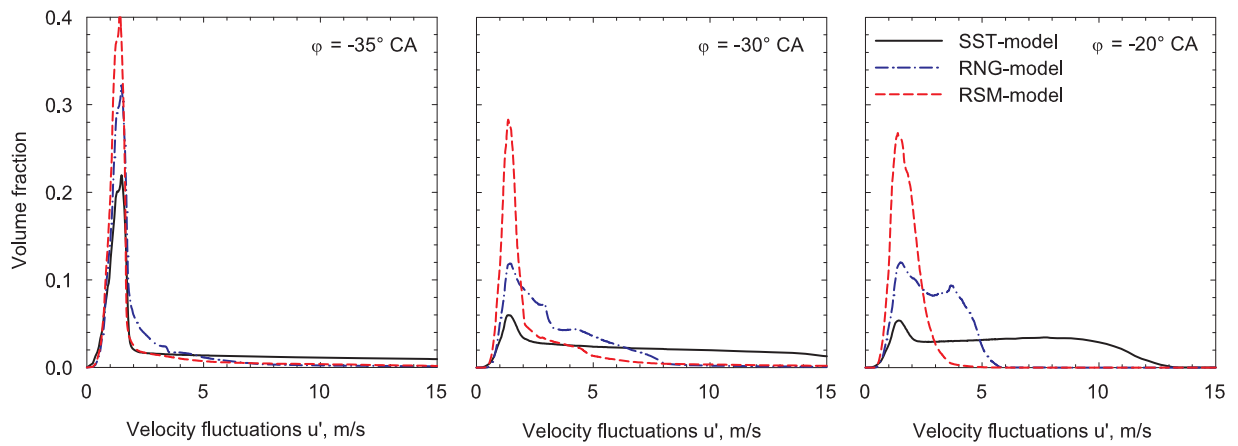 φ = -35° CA
φ = -30° CA
SST-model
φ = -20° CA
RNG-model
RSM-model
Volume fraction
0.4
0.3
0.2
0.1
0.0
0 5 10 15
0 5 10 15
0 5 10 15
Velocity fluctuations u', m/s
Velocity fluctuations u', m/s
Velocity fluctuations u', m/s